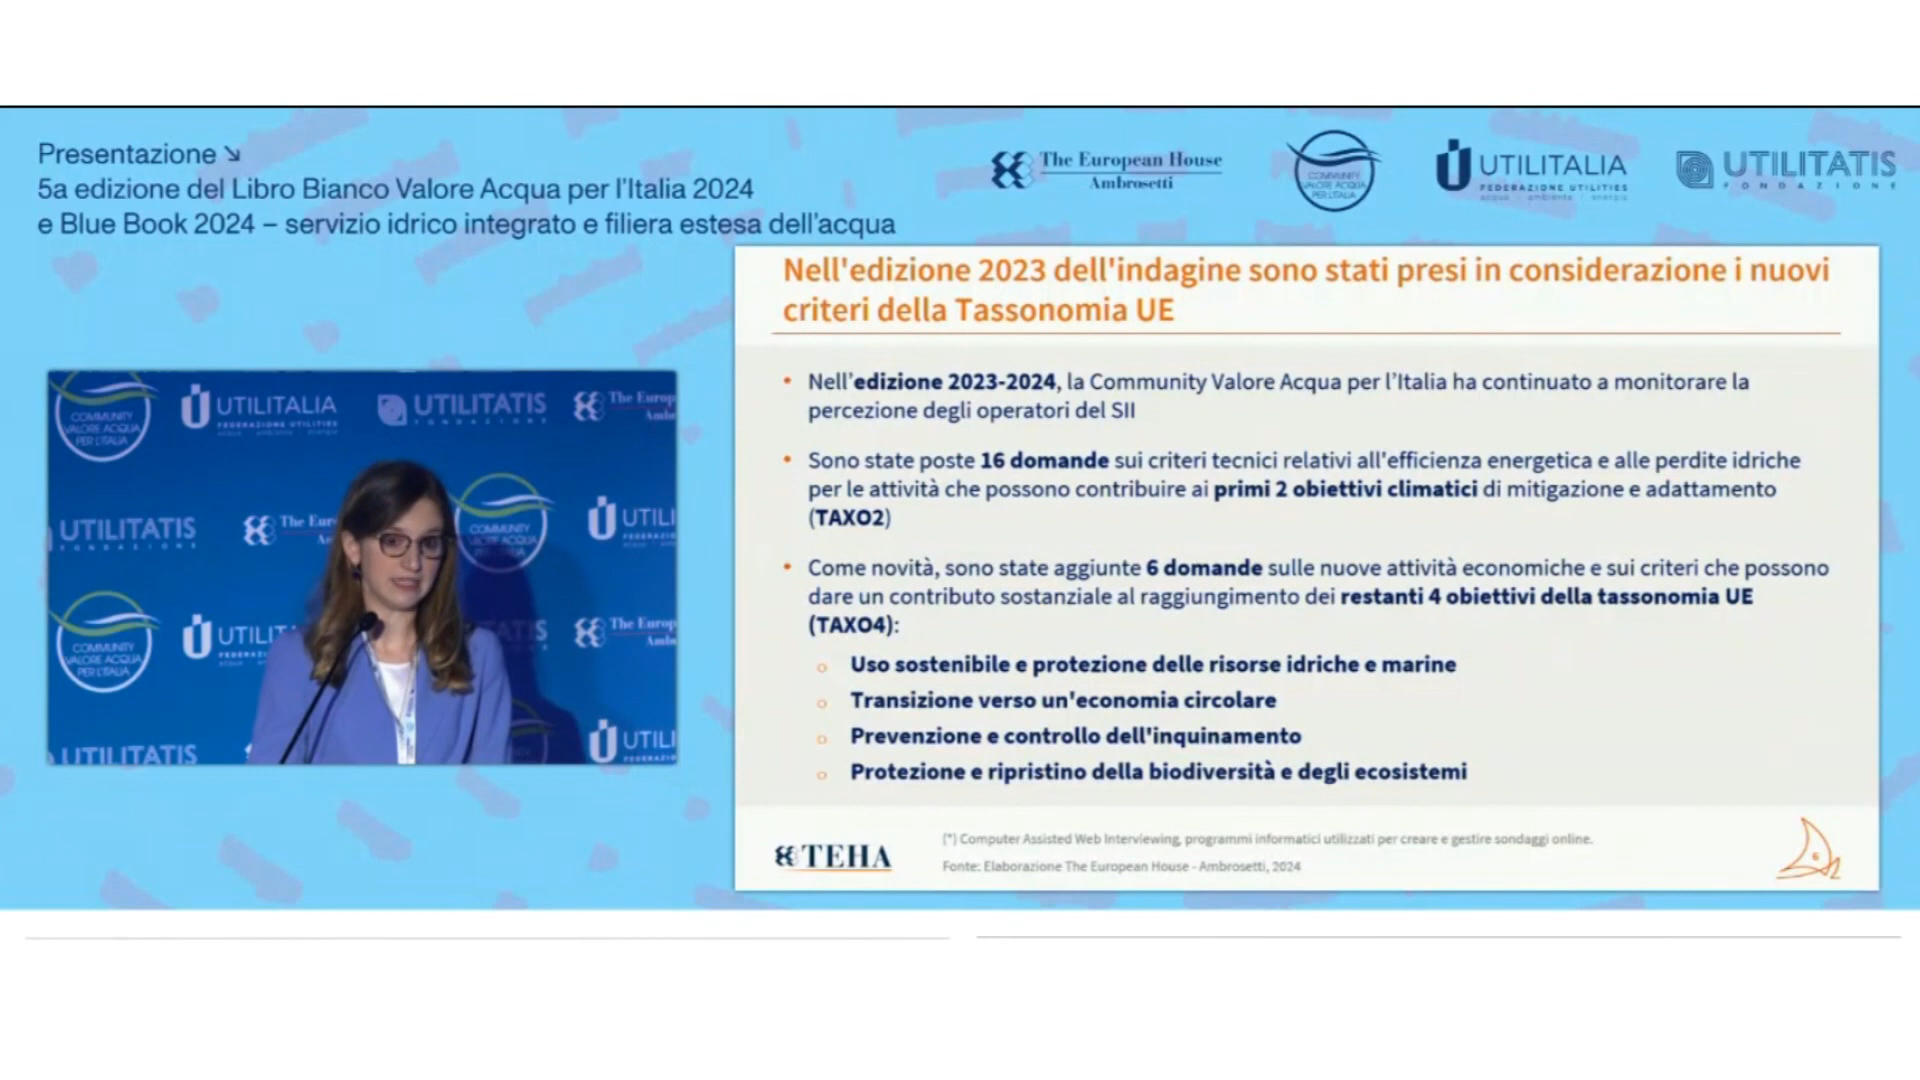 Presentazione ↘
5a edizione del Libro Bianco Valore Acqua per l'Italia 2024
e Blue Book 2024 – servizio idrico integrato e filiera estesa dell'acqua
The European House
Ambrosetti
COMMUNITY
VALORE ACQUA
PER L'ITALIA
UTILITALIA
FEDERAZIONE UTILITIES
acqua ambiente energia
UTILITATIS
FONDAZIONE
Nell'edizione 2023 dell'indagine sono stati presi in considerazione i nuovi
criteri della Tassonomia UE
• Nell'edizione 2023-2024, la Community Valore Acqua per l'Italia ha continuato a monitorare la
percezione degli operatori del SII
• Sono state poste 16 domande sui criteri tecnici relativi all'efficienza energetica e alle perdite idriche
per le attività che possono contribuire ai primi 2 obiettivi climatici di mitigazione e adattamento
(TAXO2)
• Come novità, sono state aggiunte 6 domande sulle nuove attività economiche e sui criteri che possono
dare un contributo sostanziale al raggiungimento dei restanti 4 obiettivi della tassonomia UE
(TAXO4):
o Uso sostenibile e protezione delle risorse idriche e marine
o Transizione verso un'economia circolare
o Prevenzione e controllo dell'inquinamento
o Protezione e ripristino della biodiversità e degli ecosistemi
TEHA
(*) Computer Assisted Web Interviewing, programmi informatici utilizzati per creare e gestire sondaggi online.
Fonte: Elaborazione The European House - Ambrosetti, 2024
6
COMMUNITY
VALORE ACQUA
PER L'ITALIA
UTILITALIA
FEDERAZIONE UTILITIES
UTILITATIS
FONDAZIONE
The Europ
Amb
UTILITATIS
FONDAZIONE
The Eur
COMMUNITY
UTILI
FEDERAZIO
COMMUNITY
VALORE ACQUA
PER L'ITALIA
UTILIT
ATIS
The Europ
Amb
UTILITATIS
UTILI
FEDERAZIO